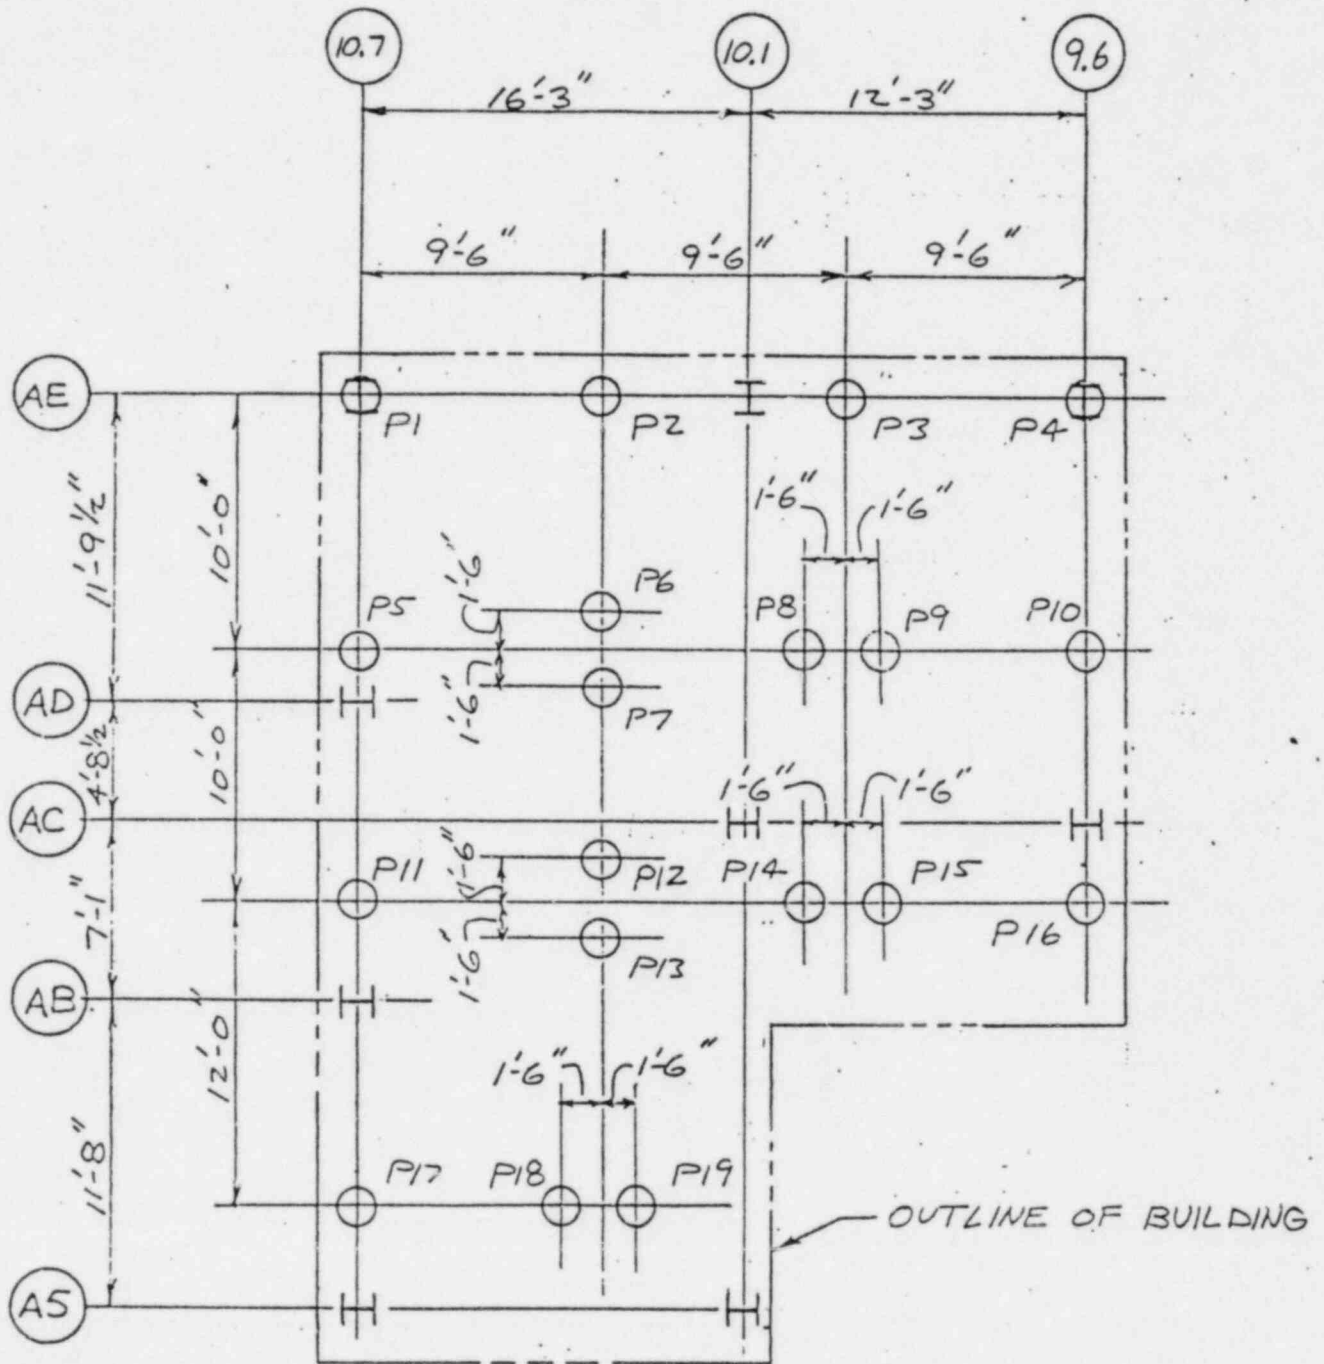 10.7 10.1 9.6
16'-3" 12'-3"
9'-6" 9'-6" 9'-6"
AE
P1 P2 P3 P4
11'-9½" 10'-0"
1'-6" 1'-6"
1'-6" P6
P5 P8 P9 P10
AD
1'-6" P7
4'-8½ 10'-0"
1'-6" 1'-6"
AC
P11 1'-6" P12 P14 P15
7'-1"
1'-6" P13 P16
AB
12'-0"
1'-6" 1'-6"
11'-8"
P17 P18 P19
OUTLINE OF BUILDING
A5